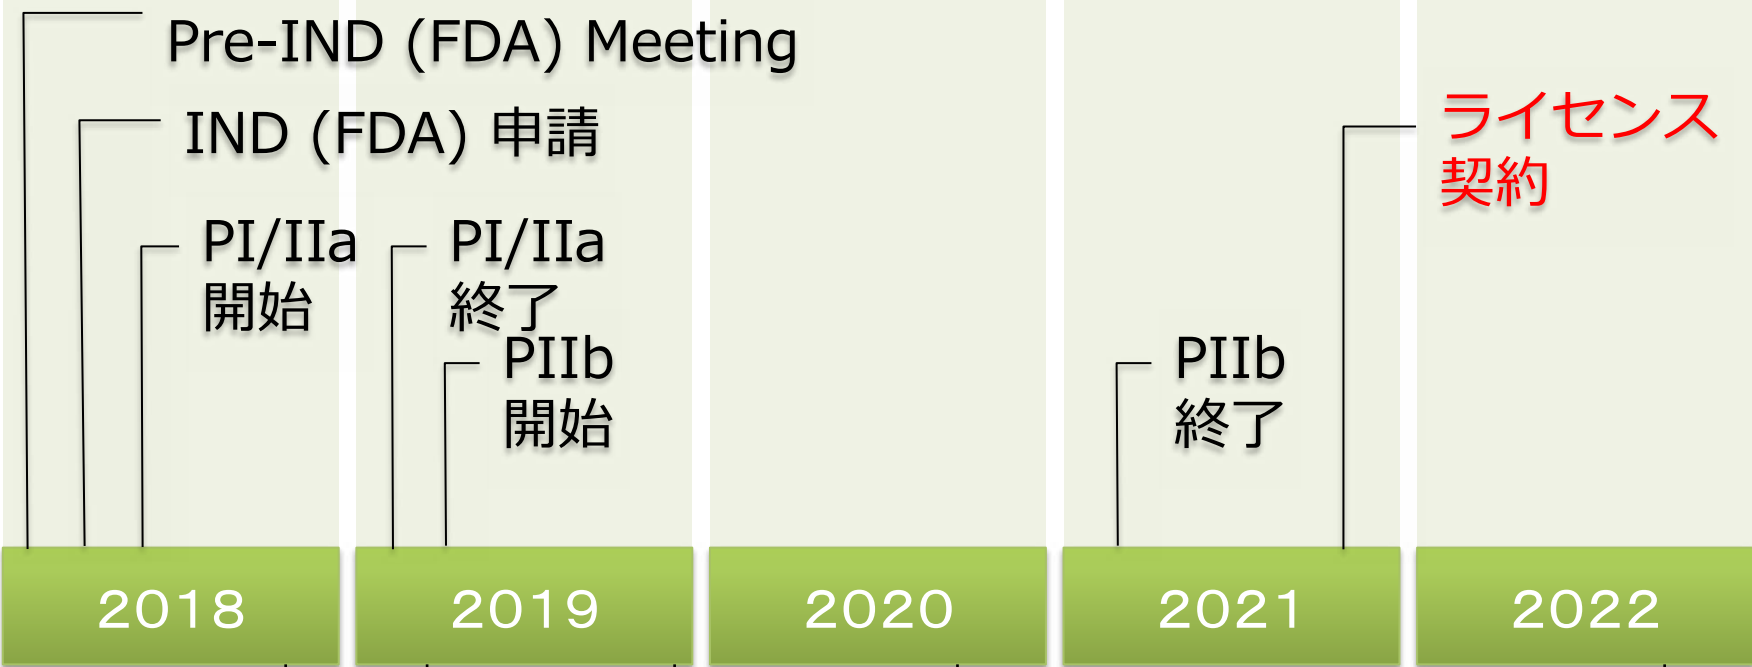 Pre-IND (FDA) Meeting
IND (FDA) 申請
ライセンス
契約
PI/IIa
開始
PI/IIa
終了
PIIb
開始
PIIb
終了
2018
2019
2020
2021
2022